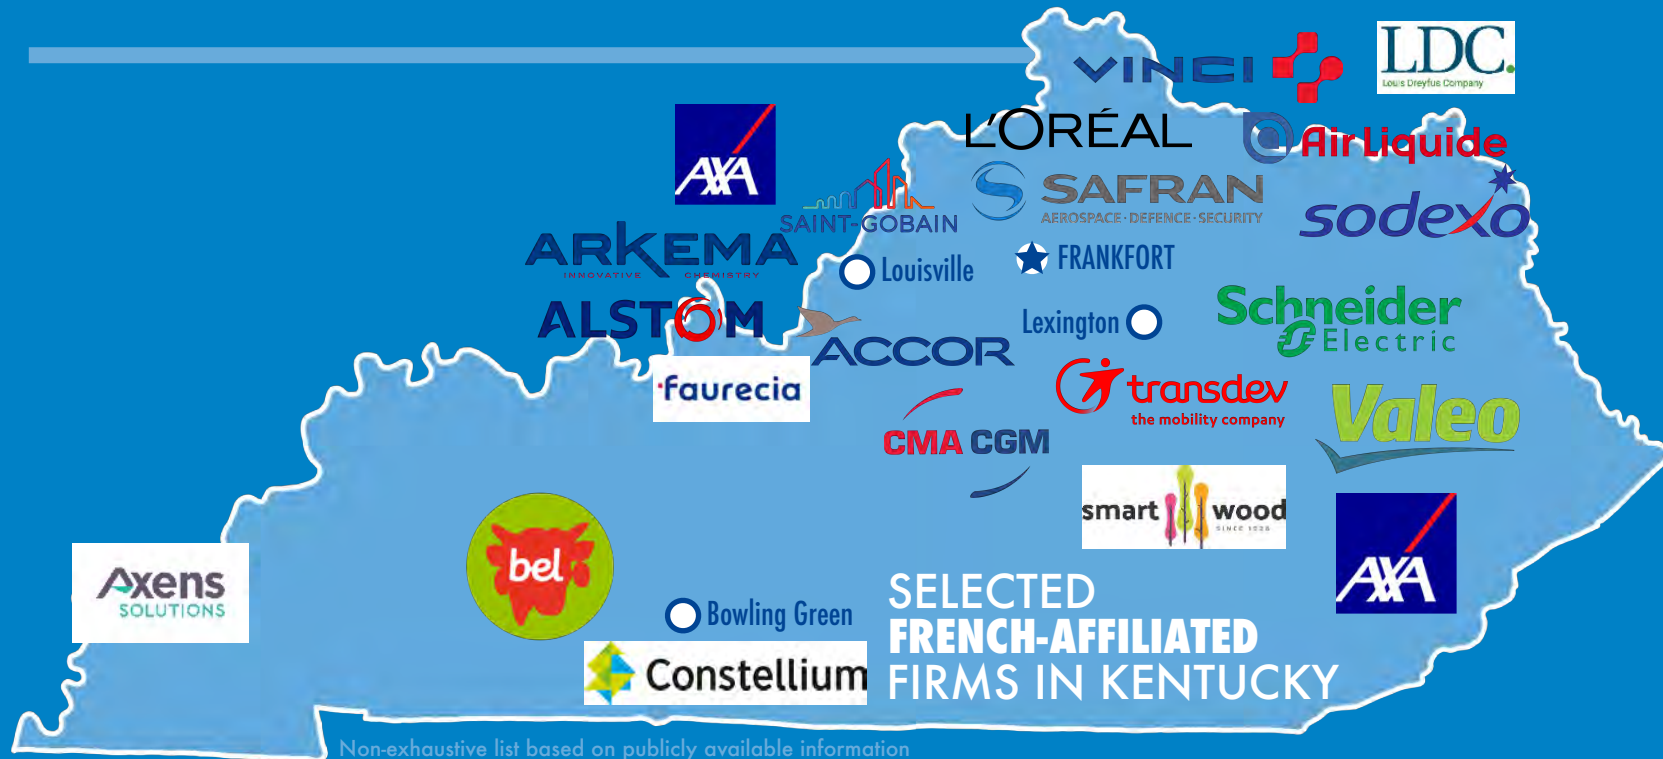 VINCI
LDC.
Louis Dreyfus Company
L'ORÉAL
Air Liquide
AXA
SAINT-GOBAIN
SAFRAN
AEROSPACE · DEFENCE · SECURITY
sodexo
ARKEMA
INNOVATIVE CHEMISTRY
Louisville
FRANKFORT
ALSTOM
ACCOR
Lexington
Schneider
Electric
faurecia
transdev
the mobility company
Valeo
CMA CGM
smart wood
SINCE 1926
AXA
bel
Axens
SOLUTIONS
Bowling Green
Constellium
SELECTED
FRENCH-AFFILIATED
FIRMS IN KENTUCKY
Non-exhaustive list based on publicly available information